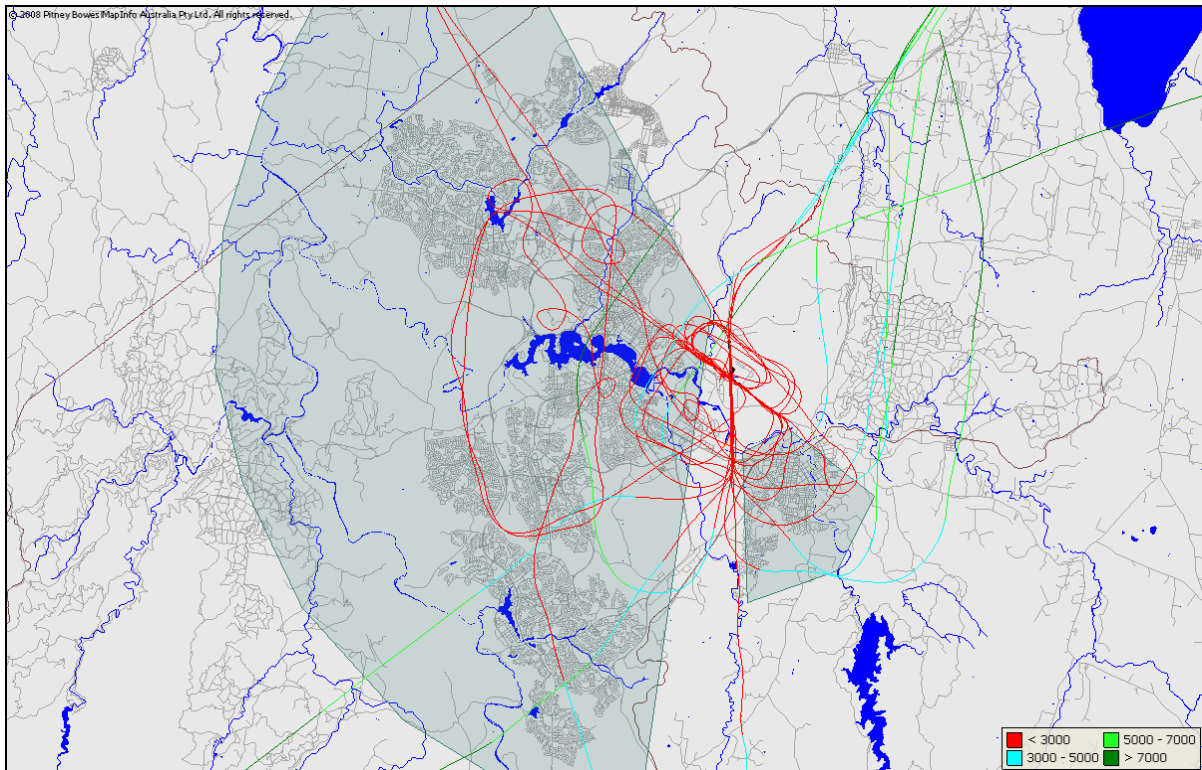 © 2008 Pitney Bowes MapInfo Australia Pty Ltd. All rights reserved.
< 3000 5000 - 7000
3000 - 5000 > 7000